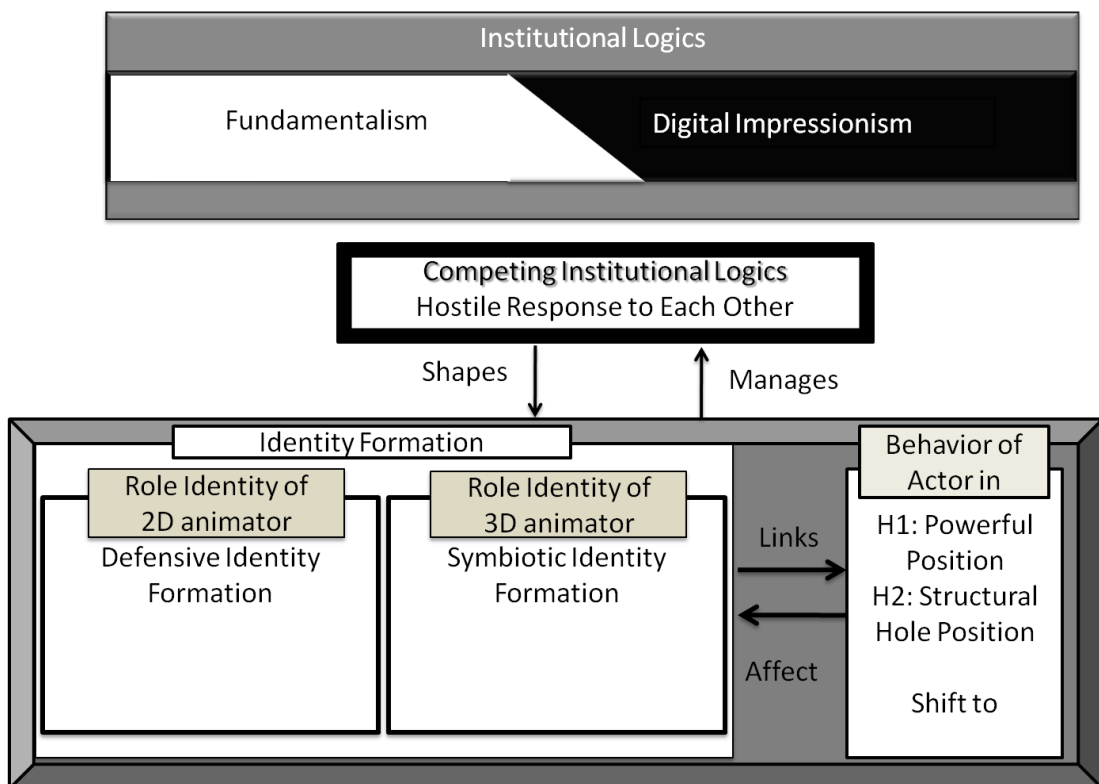 Institutional Logics
Fundamentalism
Digital Impressionism
Competing Institutional Logics
Hostile Response to Each Other
Shapes
Manages
Identity Formation
Role Identity of
2D animator
Defensive Identity
Formation
Role Identity of
3D animator
Symbiotic Identity
Formation
Links
Affect
Behavior of
Actor in
H1: Powerful
Position
H2: Structural
Hole Position
Shift to